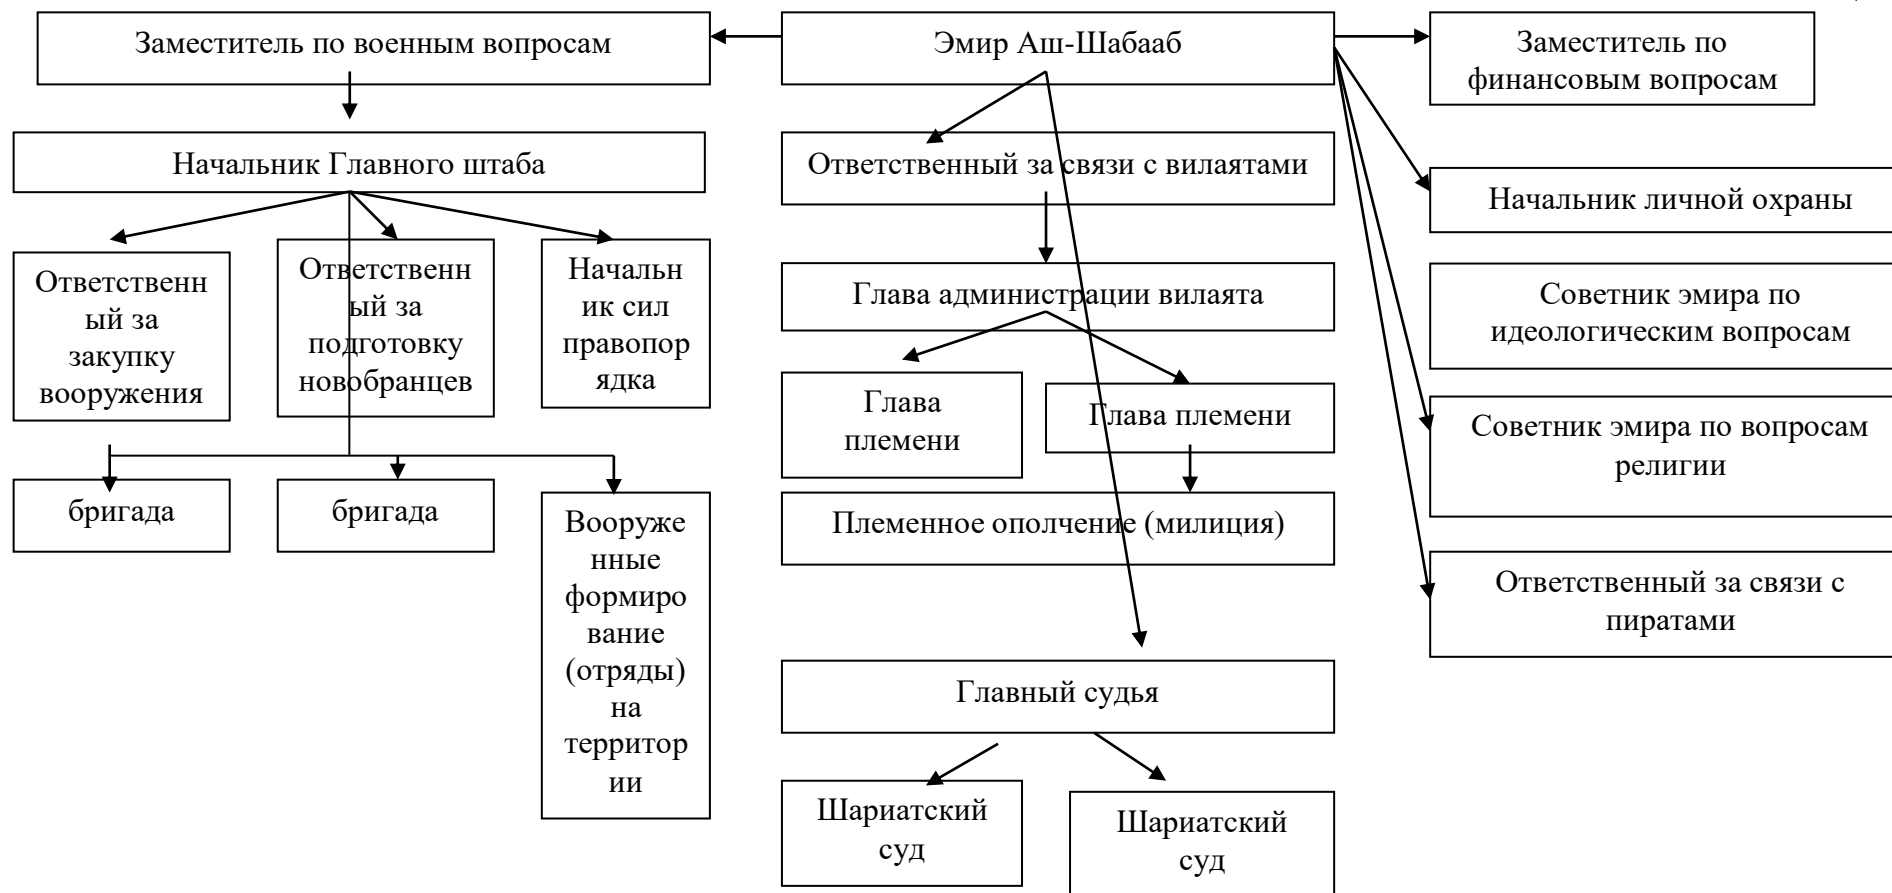 Заместитель по военным вопросам
Эмир Аш-Шабааб
Заместитель по
финансовым вопросам
Начальник Главного штаба
Ответственный за связи с вилаятами
Начальник личной охраны
Ответственн
ый за
закупку
вооружения
Ответственн
ый за
подготовку
новобранцев
Начальн
ик сил
правопор
ядка
Глава администрации вилаята
Советник эмира по
идеологическим вопросам
Глава
племени
Глава племени
Советник эмира по вопросам
религии
бригада
бригада
Вооруже
нные
формиро
вание
(отряды)
на
территор
ии
Племенное ополчение (милиция)
Ответственный за связи с
пиратами
Главный судья
Шариатский
суд
Шариатский
суд